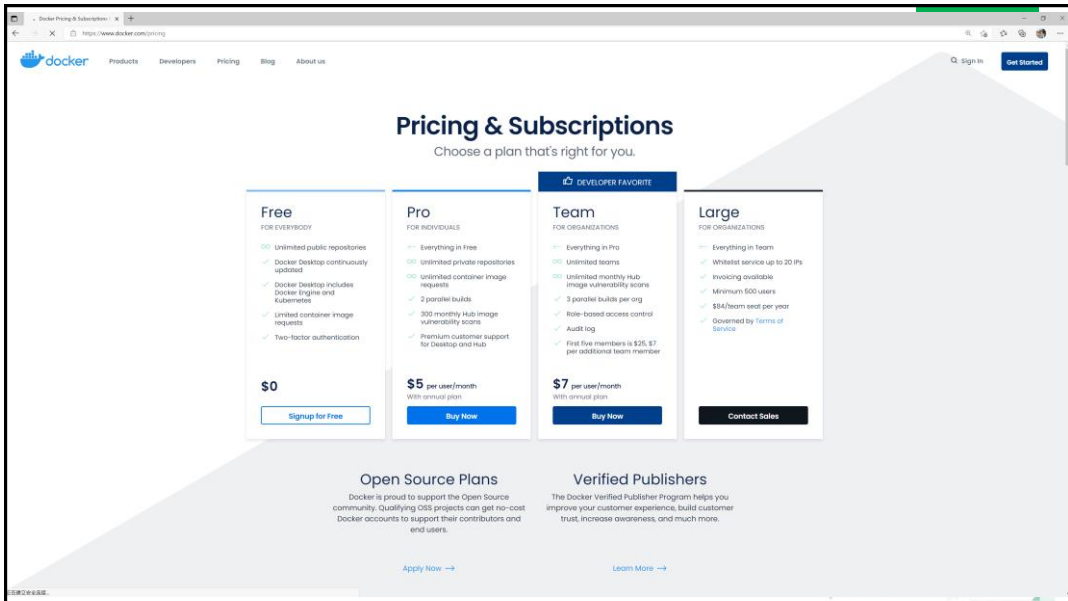 Docker Pricing & Subscriptions
https://www.docker.com/pricing
docker
Products
Developers
Pricing
Blog
About us
Sign In
Get Started
Pricing & Subscriptions
Choose a plan that's right for you.
Free
FOR EVERYBODY
Unlimited public repositories
Docker Desktop continuously
updated
Docker Desktop includes
Docker Engine and
Kubernetes
Limited container image
requests
Two-factor authentication
$0
Signup for Free
Pro
FOR INDIVIDUALS
Everything in Free
Unlimited private repositories
Unlimited container image
requests
2 parallel builds
300 monthly Hub image
vulnerability scans
Premium customer support
for Desktop and Hub
$5 per user/month
With annual plan
Buy Now
DEVELOPER FAVORITE
Team
FOR ORGANIZATIONS
Everything in Pro
Unlimited teams
Unlimited monthly Hub
image vulnerability scans
3 parallel builds per org
Role-based access control
Audit log
First five members is $25, $7
per additional team member
$7 per user/month
With annual plan
Buy Now
Large
FOR ORGANIZATIONS
Everything in Team
Whitelist service up to 20 IPs
Invoicing available
Minimum 500 users
$84/team seat per year
Governed by Terms of
Service
Contact Sales
Open Source Plans
Docker is proud to support the Open Source
community. Qualifying OSS projects can get no-cost
Docker accounts to support their contributors and
end users.
Apply Now
Verified Publishers
The Docker Verified Publisher Program helps you
improve your customer experience, build customer
trust, increase awareness, and much more.
Learn More